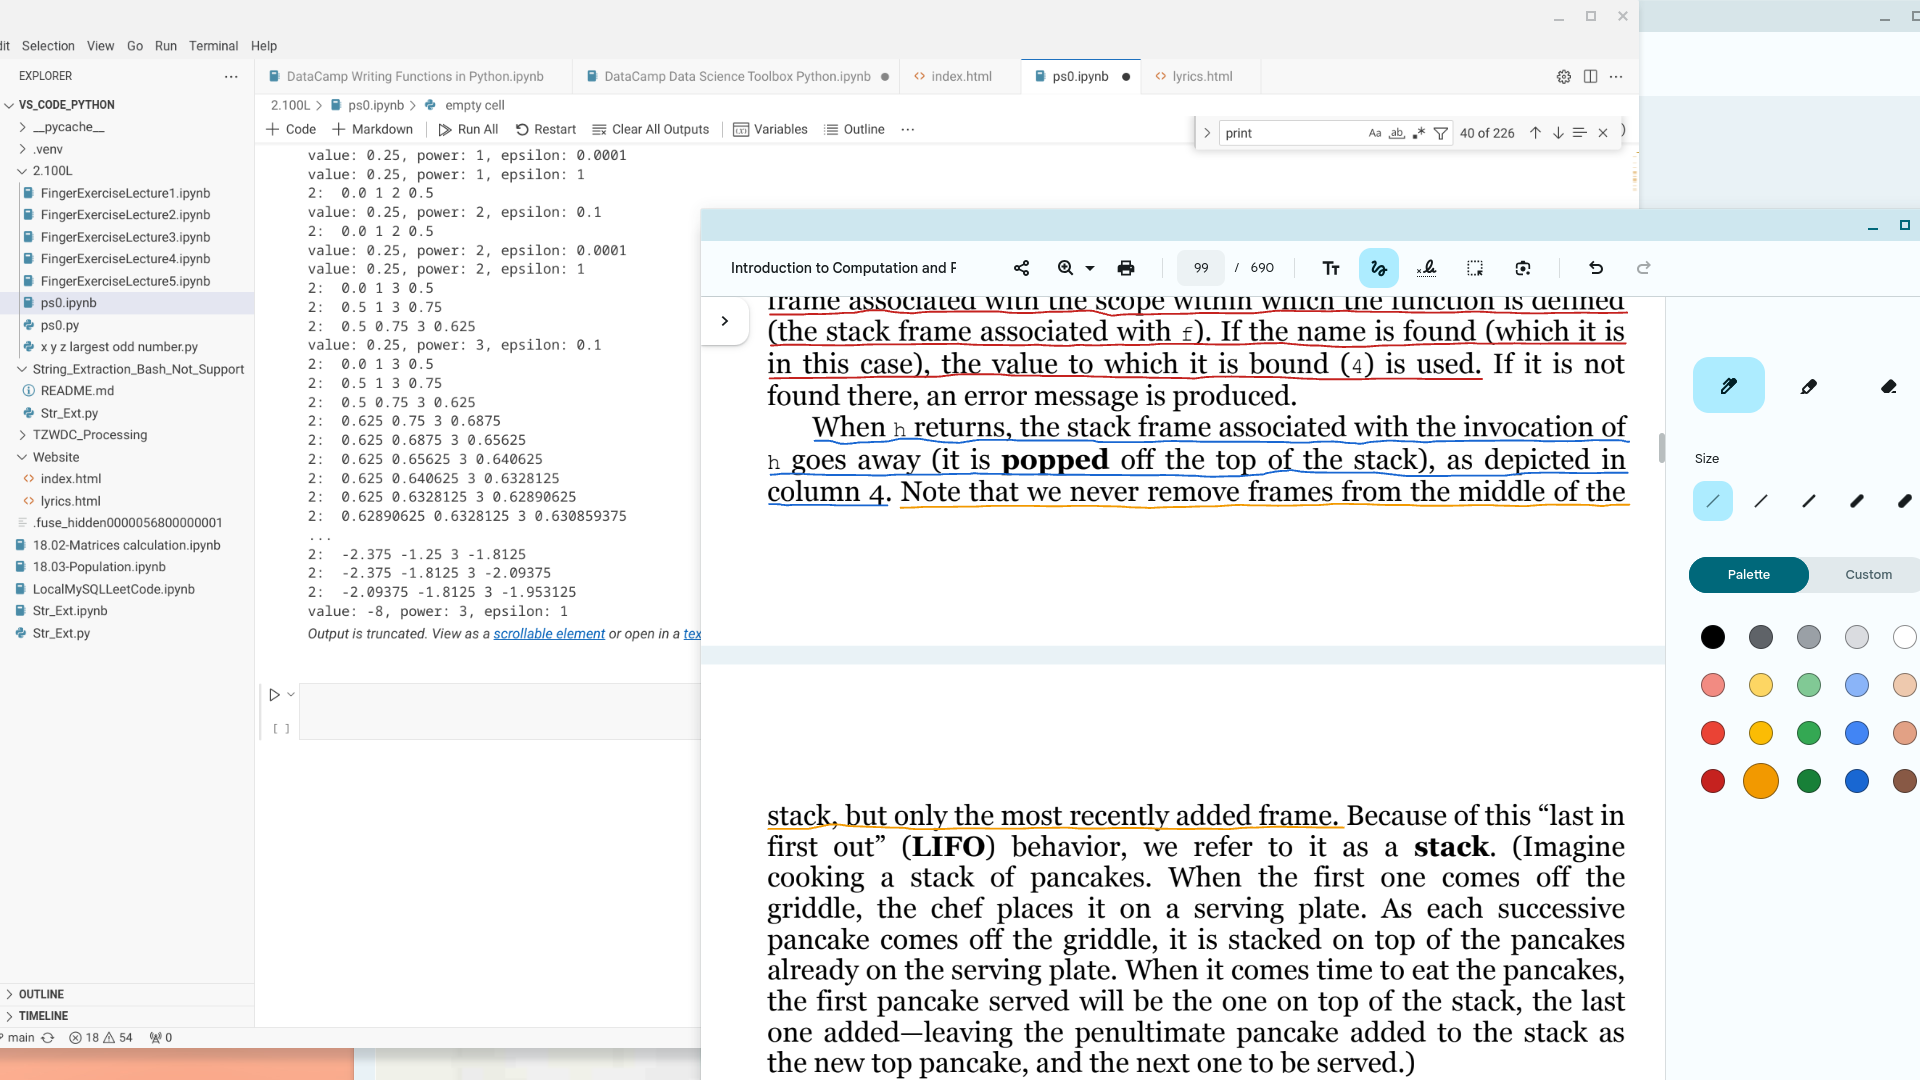 dit Selection View Go Run Terminal Help
EXPLORER
VS_CODE_PYTHON
__pycache__
.venv
2.100L
FingerExerciseLecture1.ipynb
FingerExerciseLecture2.ipynb
FingerExerciseLecture3.ipynb
FingerExerciseLecture4.ipynb
FingerExerciseLecture5.ipynb
ps0.ipynb
ps0.py
x y z largest odd number.py
String_Extraction_Bash_Not_Support
README.md
Str_Ext.py
TZWDC_Processing
Website
index.html
lyrics.html
.fuse_hidden0000056800000001
18.02-Matrices calculation.ipynb
18.03-Population.ipynb
LocalMySQLLeetCode.ipynb
Str_Ext.ipynb
Str_Ext.py
OUTLINE
TIMELINE
main 18 54 0
DataCamp Writing Functions in Python.ipynb DataCamp Data Science Toolbox Python.ipynb index.html ps0.ipynb lyrics.html
2.100L > ps0.ipynb > empty cell
+ Code + Markdown Run All Restart Clear All Outputs Variables Outline ...
print Aa ab .* 40 of 226
value: 0.25, power: 1, epsilon: 0.0001
value: 0.25, power: 1, epsilon: 1
2:  0.0 1 2 0.5
value: 0.25, power: 2, epsilon: 0.1
2:  0.0 1 2 0.5
value: 0.25, power: 2, epsilon: 0.0001
value: 0.25, power: 2, epsilon: 1
2:  0.0 1 3 0.5
2:  0.5 1 3 0.75
2:  0.5 0.75 3 0.625
value: 0.25, power: 3, epsilon: 0.1
2:  0.0 1 3 0.5
2:  0.5 1 3 0.75
2:  0.5 0.75 3 0.625
2:  0.625 0.75 3 0.6875
2:  0.625 0.6875 3 0.65625
2:  0.625 0.65625 3 0.640625
2:  0.625 0.640625 3 0.6328125
2:  0.625 0.6328125 3 0.62890625
2:  0.62890625 0.6328125 3 0.630859375
...
2:  -2.375 -1.25 3 -1.8125
2:  -2.375 -1.8125 3 -2.09375
2:  -2.09375 -1.8125 3 -1.953125
value: -8, power: 3, epsilon: 1
Output is truncated. View as a scrollable element or open in a tex
[ ]
Introduction to Computation and P
99 / 690
frame associated with the scope within which the function is defined
(the stack frame associated with f). If the name is found (which it is
in this case), the value to which it is bound (4) is used. If it is not
found there, an error message is produced.
When h returns, the stack frame associated with the invocation of
h goes away (it is popped off the top of the stack), as depicted in
column 4. Note that we never remove frames from the middle of the
stack, but only the most recently added frame. Because of this “last in
first out” (LIFO) behavior, we refer to it as a stack. (Imagine
cooking a stack of pancakes. When the first one comes off the
griddle, the chef places it on a serving plate. As each successive
pancake comes off the griddle, it is stacked on top of the pancakes
already on the serving plate. When it comes time to eat the pancakes,
the first pancake served will be the one on top of the stack, the last
one added—leaving the penultimate pancake added to the stack as
the new top pancake, and the next one to be served.)
Size
Palette Custom